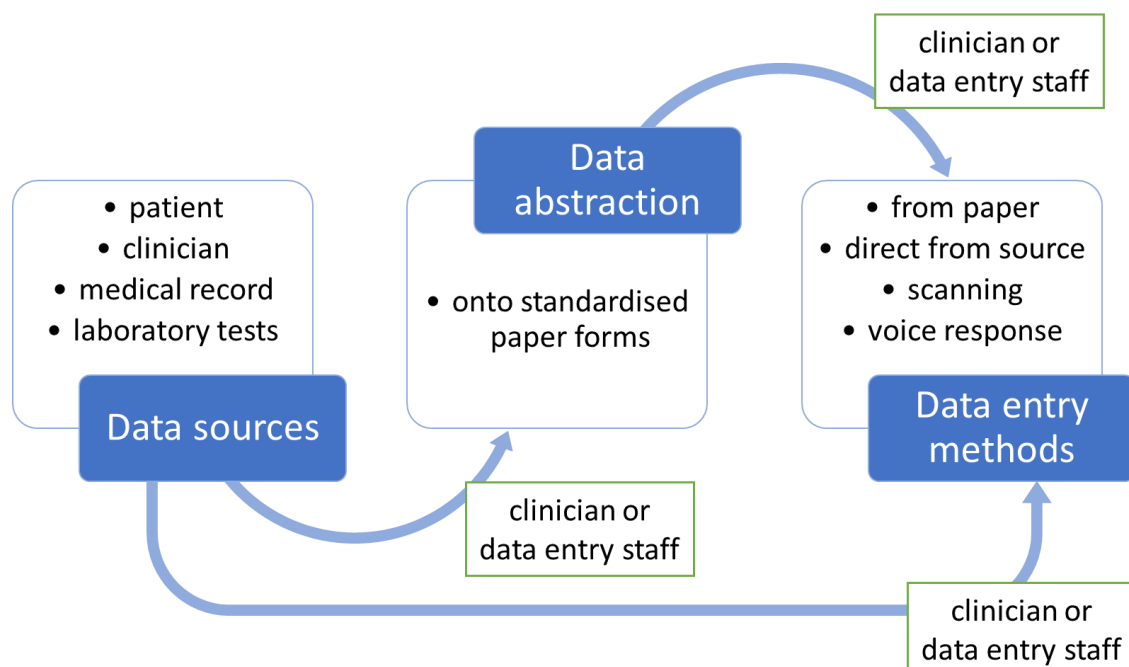 • patient
• clinician
• medical record
• laboratory tests
Data sources
clinician or
data entry staff
Data
abstraction
• onto standardised
paper forms
clinician or
data entry staff
• from paper
• direct from source
• scanning
• voice response
Data entry
methods
clinician or
data entry staff